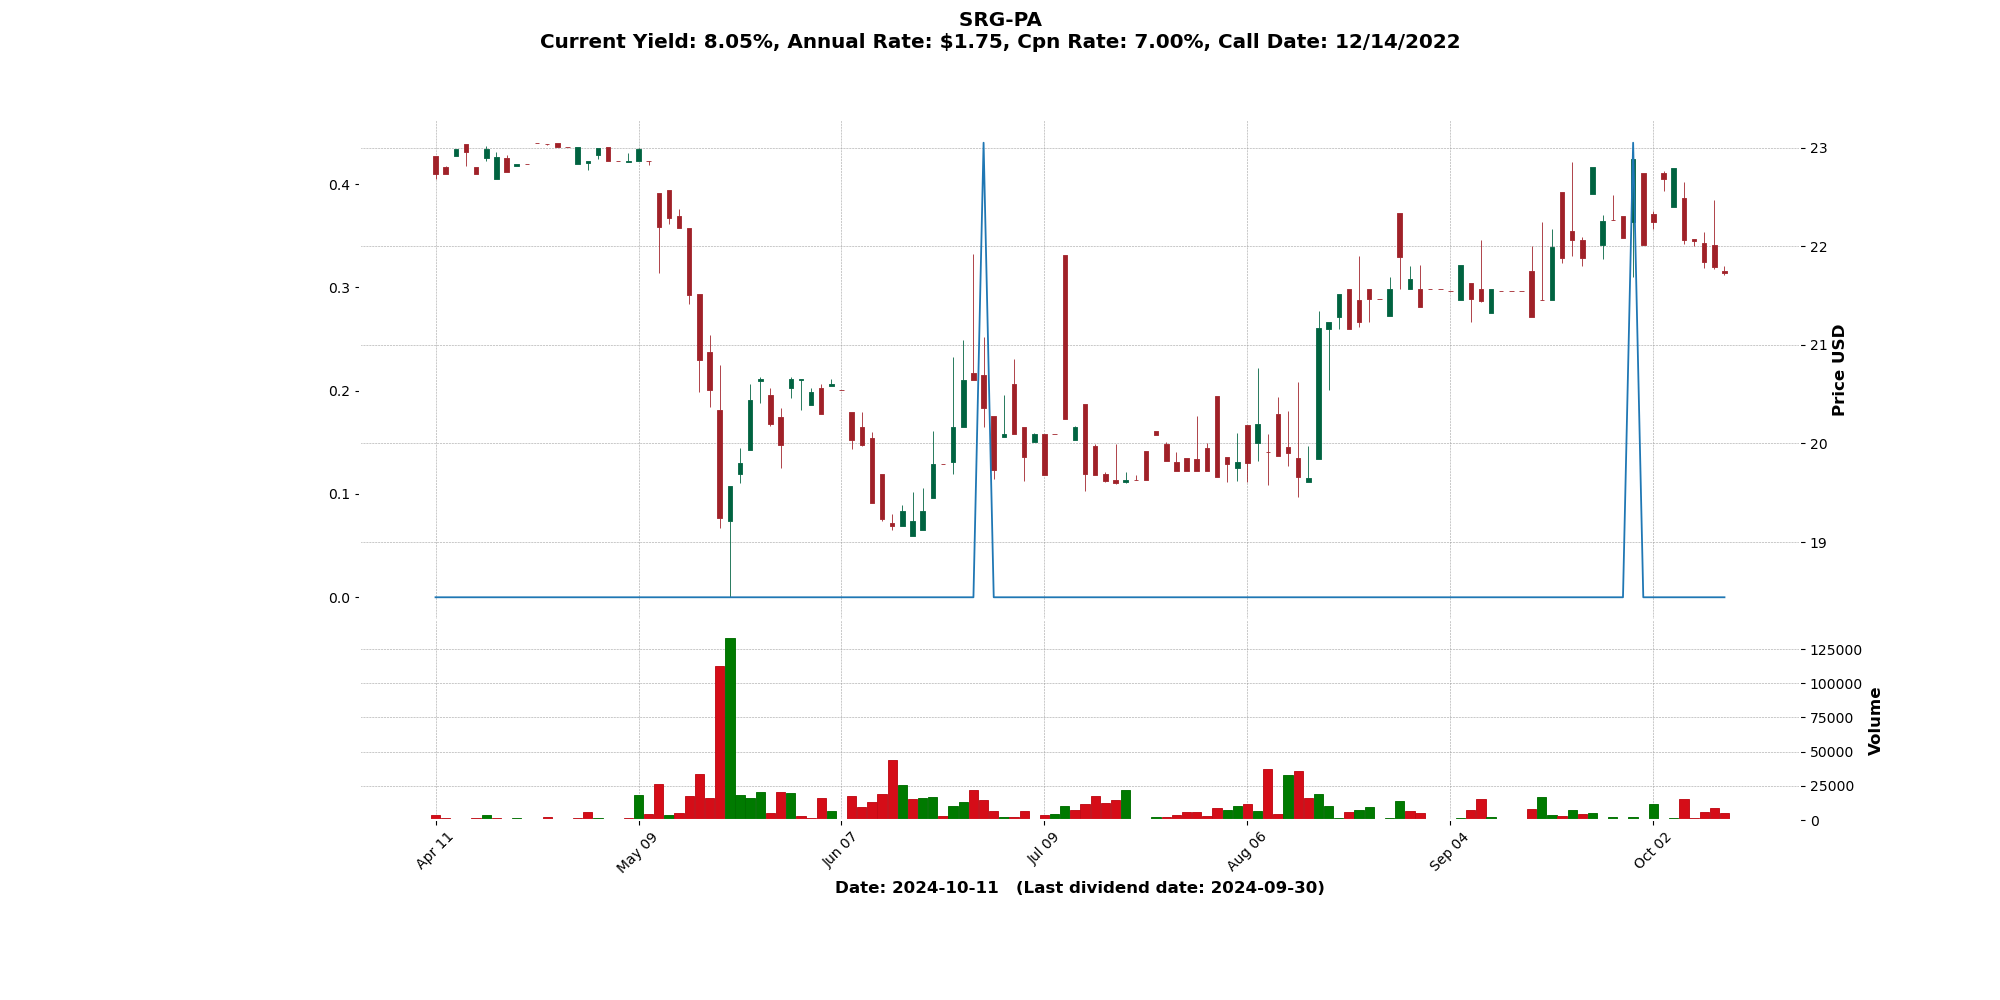 SRG-PA
Current Yield: 8.05%, Annual Rate: $1.75, Cpn Rate: 7.00%, Call Date: 12/14/2022
0.4
0.3
0.2
0.1
0.0
23
22
21
20
19
Price USD
125000
100000
75000
50000
25000
0
Volume
Apr 11
May 09
Jun 07
Jul 09
Aug 06
Sep 04
Oct 02
Date: 2024-10-11   (Last dividend date: 2024-09-30)